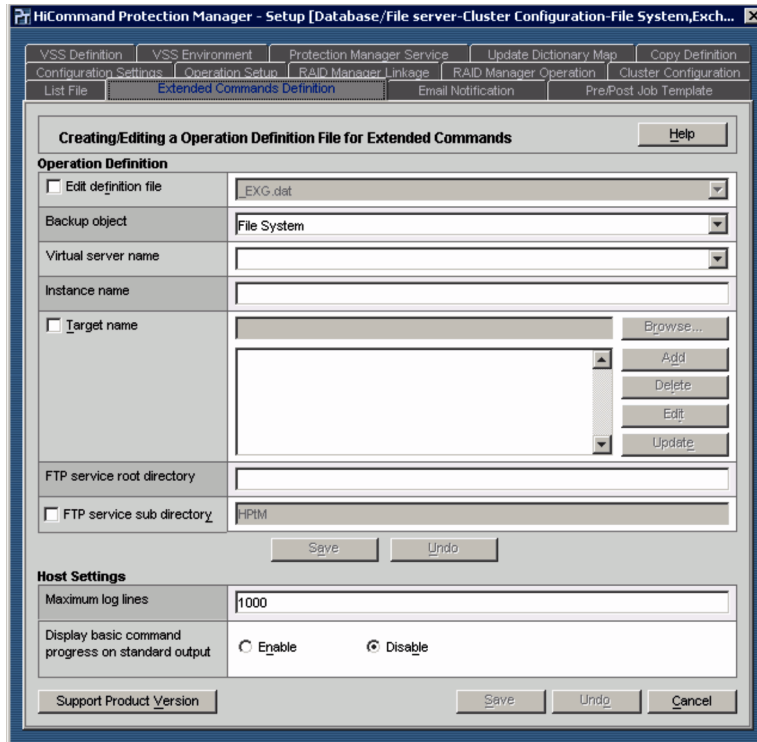 HiCommand Protection Manager - Setup [Database/File server-Cluster Configuration-File System,Exch...
VSS Definition VSS Environment Protection Manager Service Update Dictionary Map Copy Definition
Configuration Settings Operation Setup RAID Manager Linkage RAID Manager Operation Cluster Configuration
List File Extended Commands Definition Email Notification Pre/Post Job Template
Creating/Editing a Operation Definition File for Extended Commands Help
Operation Definition
Edit definition file _EXG.dat
Backup object File System
Virtual server name
Instance name
Target name Browse...
Add
Delete
Edit
Update
FTP service root directory
FTP service sub directory HPtM
Save Undo
Host Settings
Maximum log lines 1000
Display basic command
progress on standard output Enable Disable
Support Product Version Save Undo Cancel